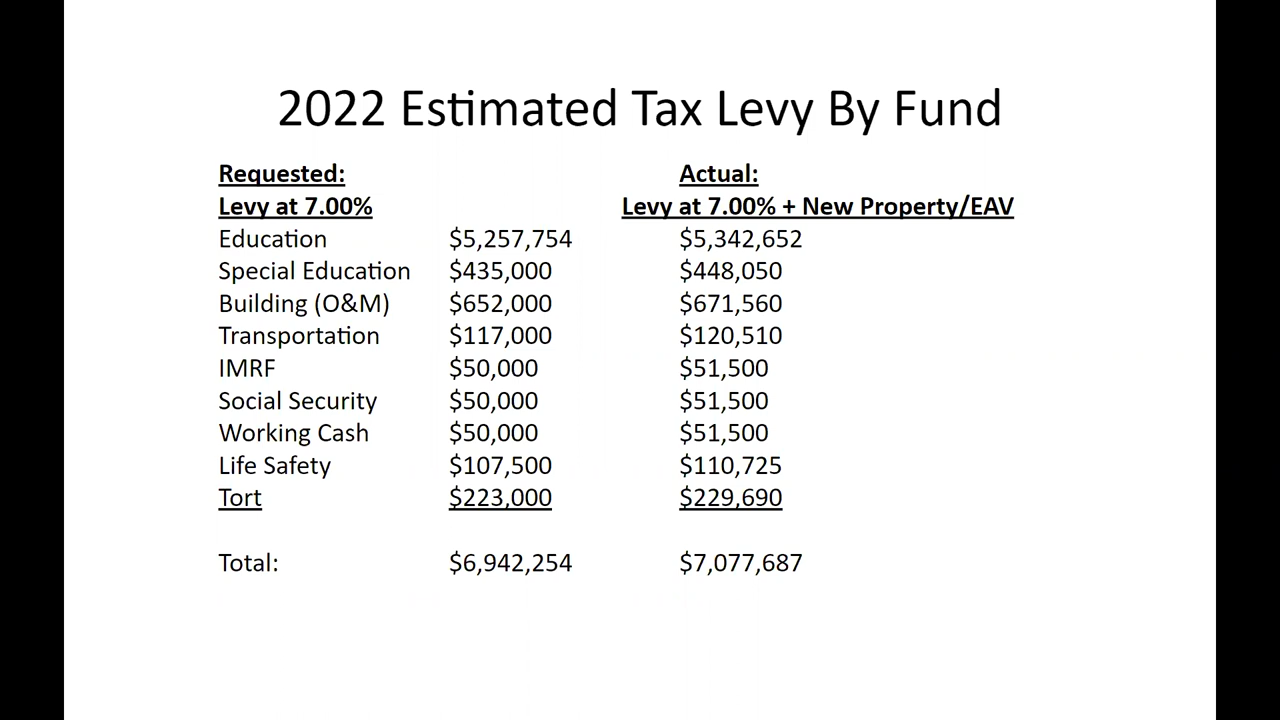 2022 Estimated Tax Levy By Fund
Requested: Actual:
Levy at 7.00% Levy at 7.00% + New Property/EAV
Education $5,257,754 $5,342,652
Special Education $435,000 $448,050
Building (O&M) $652,000 $671,560
Transportation $117,000 $120,510
IMRF $50,000 $51,500
Social Security $50,000 $51,500
Working Cash $50,000 $51,500
Life Safety $107,500 $110,725
Tort $223,000 $229,690
Total: $6,942,254 $7,077,687